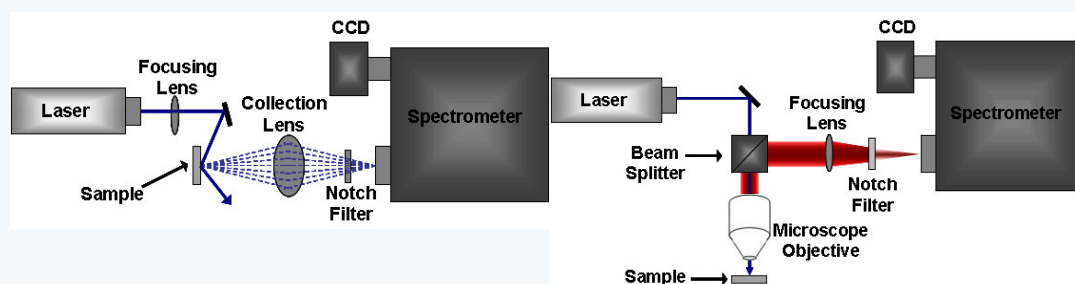 CCD
Focusing
Lens
Laser
Collection
Lens
Spectrometer
Sample
Notch
Filter
CCD
Laser
Focusing
Lens
Spectrometer
Beam
Splitter
Notch
Filter
Microscope
Objective
Sample